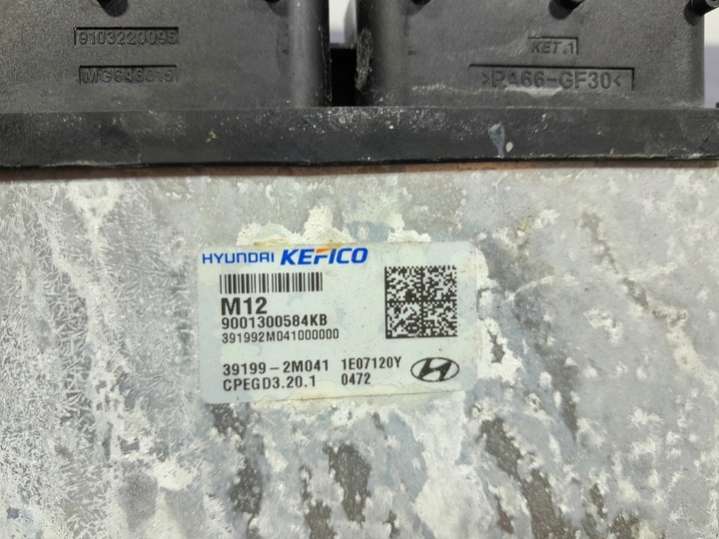 9103220095
KET.1
>PA66-GF30<
HYUNDAI KEFICO
M12
9001300584KB
391992M041000000
39199-2M041 1E07120Y
CPEGD3.20.1 0472